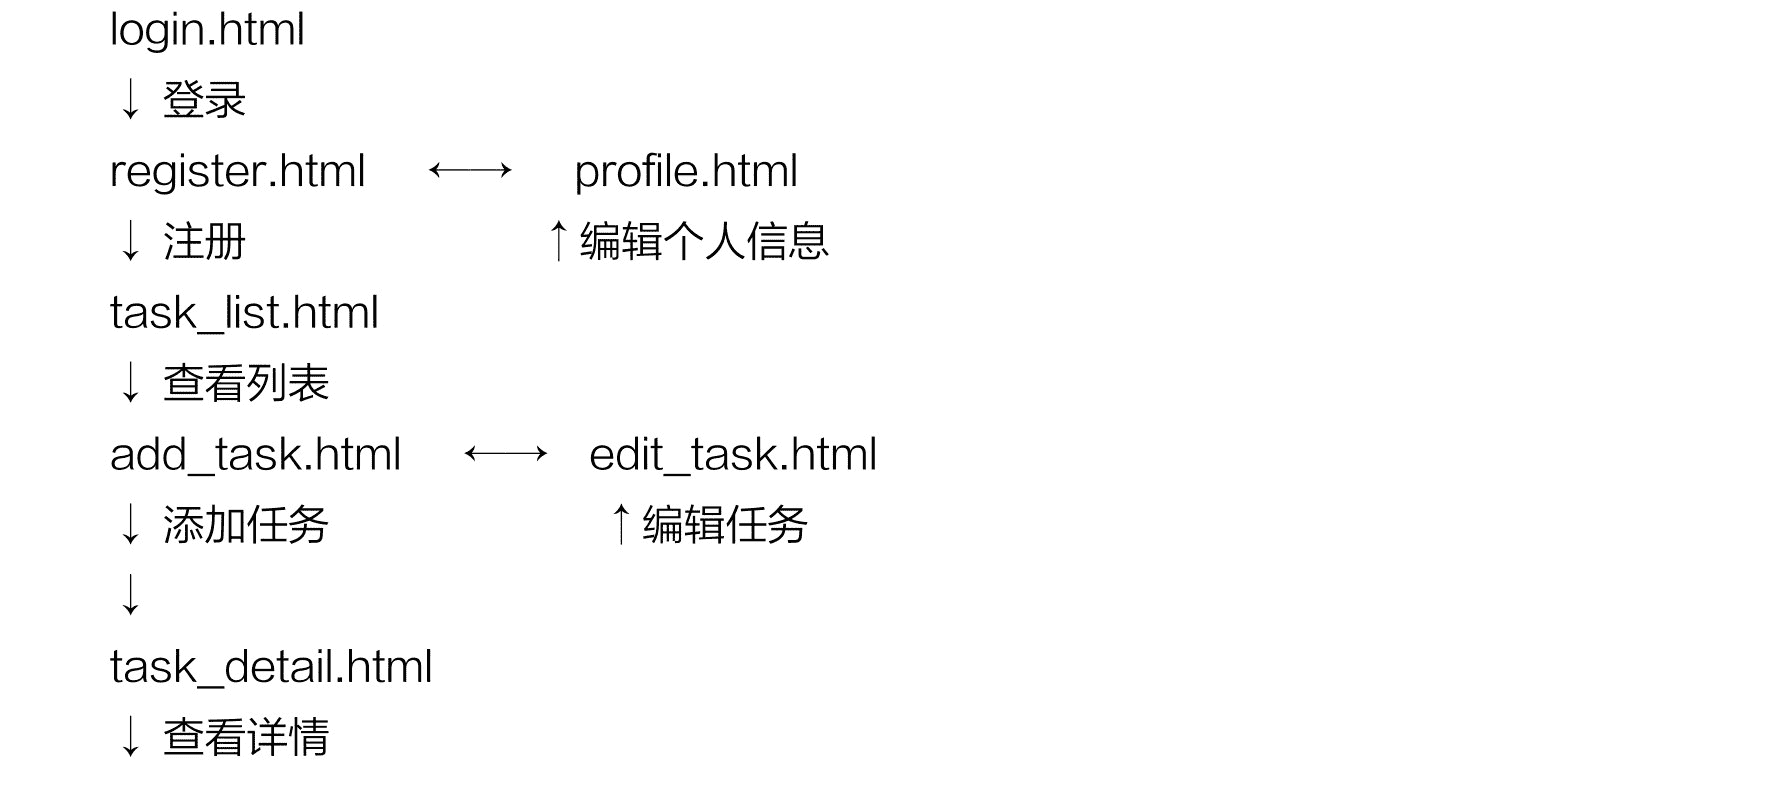 login.html
↓ 登录
register.html ←→ profile.html
↓ 注册 ↑编辑个人信息
task_list.html
↓ 查看列表
add_task.html ←→ edit_task.html
↓ 添加任务 ↑编辑任务
↓
task_detail.html
↓ 查看详情